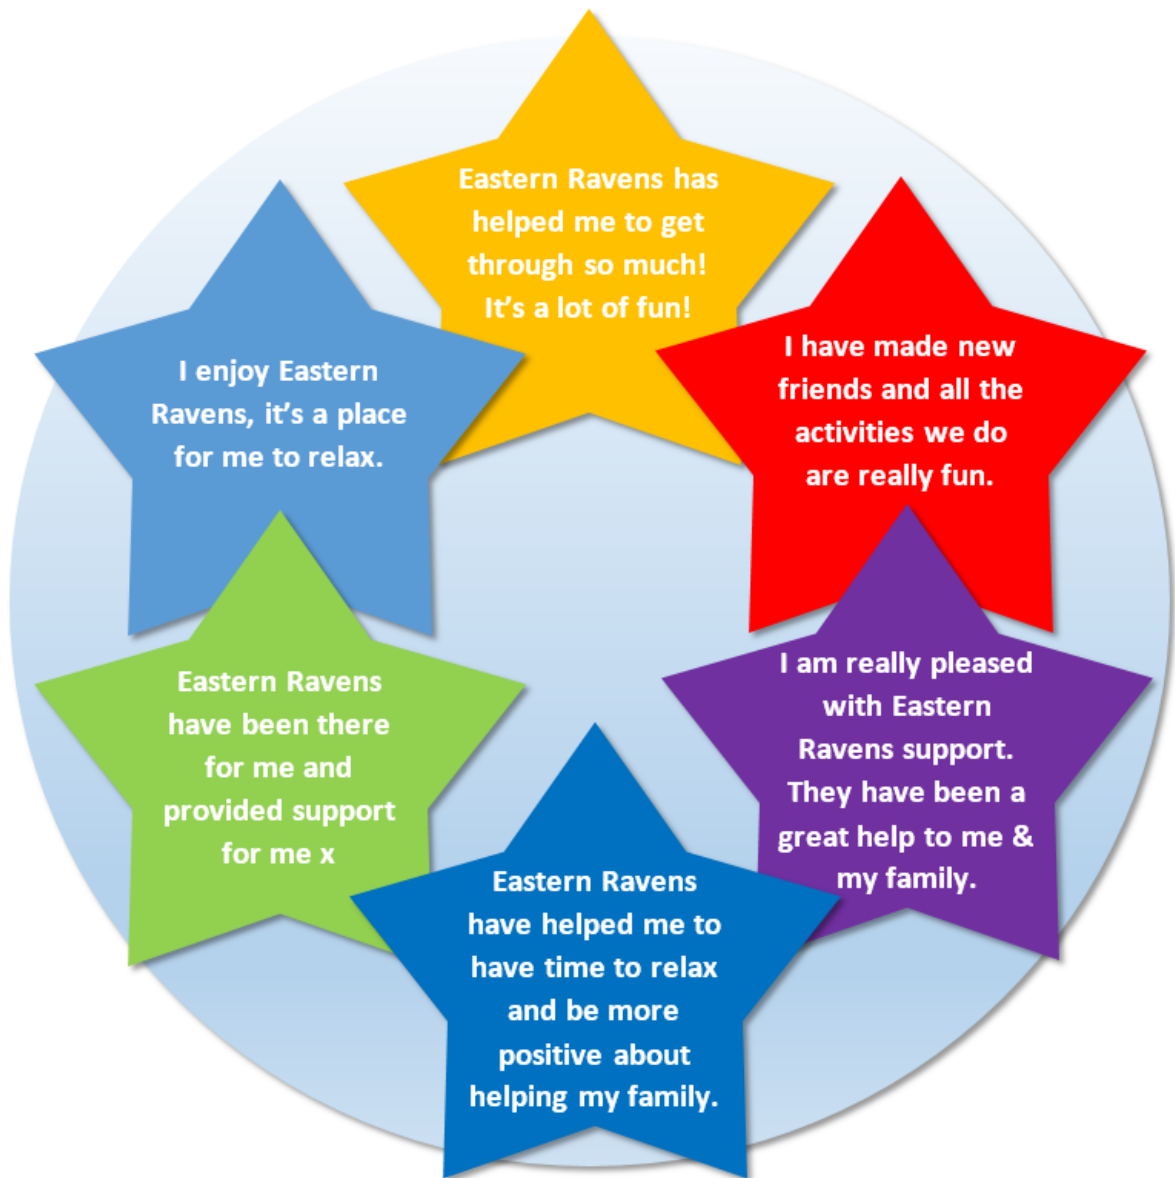 Eastern Ravens has
helped me to get
through so much!
It's a lot of fun!
I have made new
friends and all the
activities we do
are really fun.
I am really pleased
with Eastern
Ravens support.
They have been a
great help to me &
my family.
Eastern Ravens
have helped me to
have time to relax
and be more
positive about
helping my family.
Eastern Ravens
have been there
for me and
provided support
for me x
I enjoy Eastern
Ravens, it's a place
for me to relax.